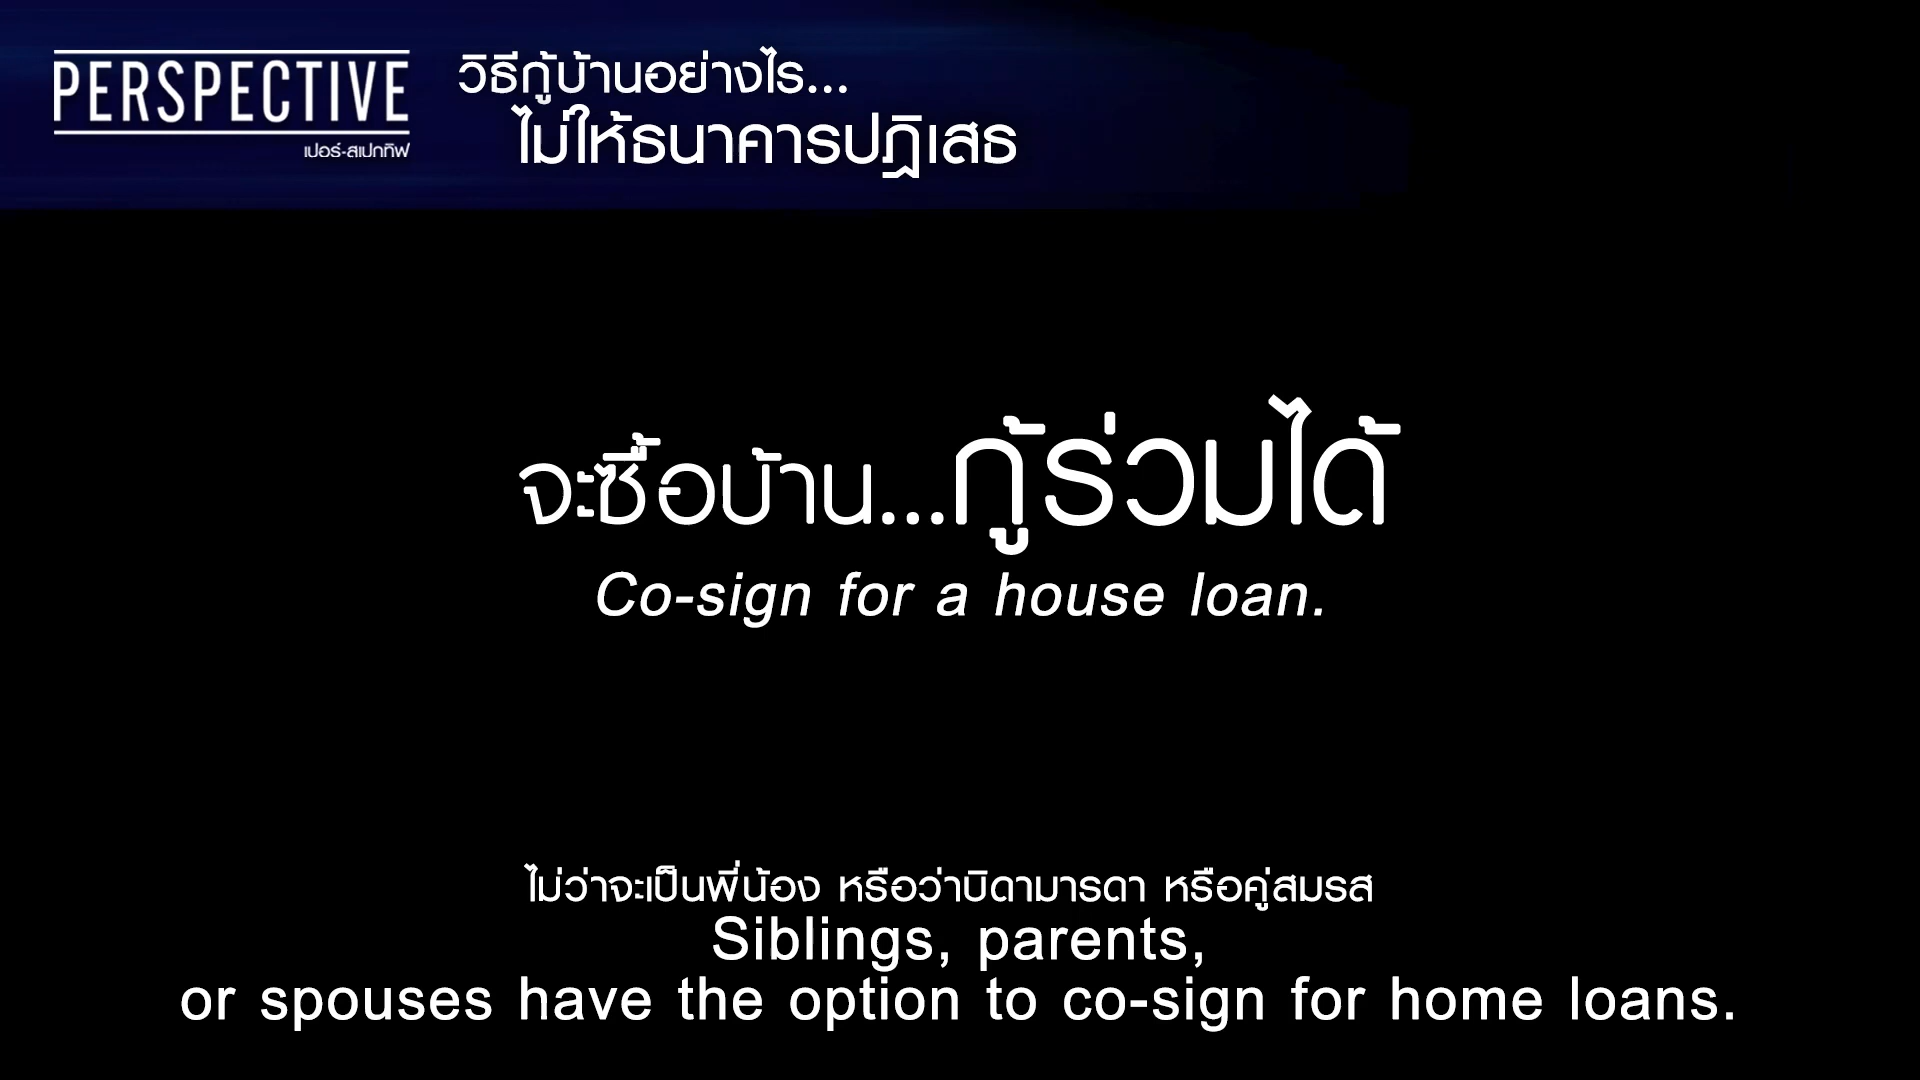 PERSPECTIVE
เปอร์-สเปกทิฟ
วิธีกู้บ้านอย่างไร...
ไม่ให้ธนาคารปฏิเสธ
จะซื้อบ้าน...กู้ร่วมได้
Co-sign for a house loan.
ไม่ว่าจะเป็นพี่น้อง หรือว่าบิดามารดา หรือคู่สมรส
Siblings, parents,
or spouses have the option to co-sign for home loans.